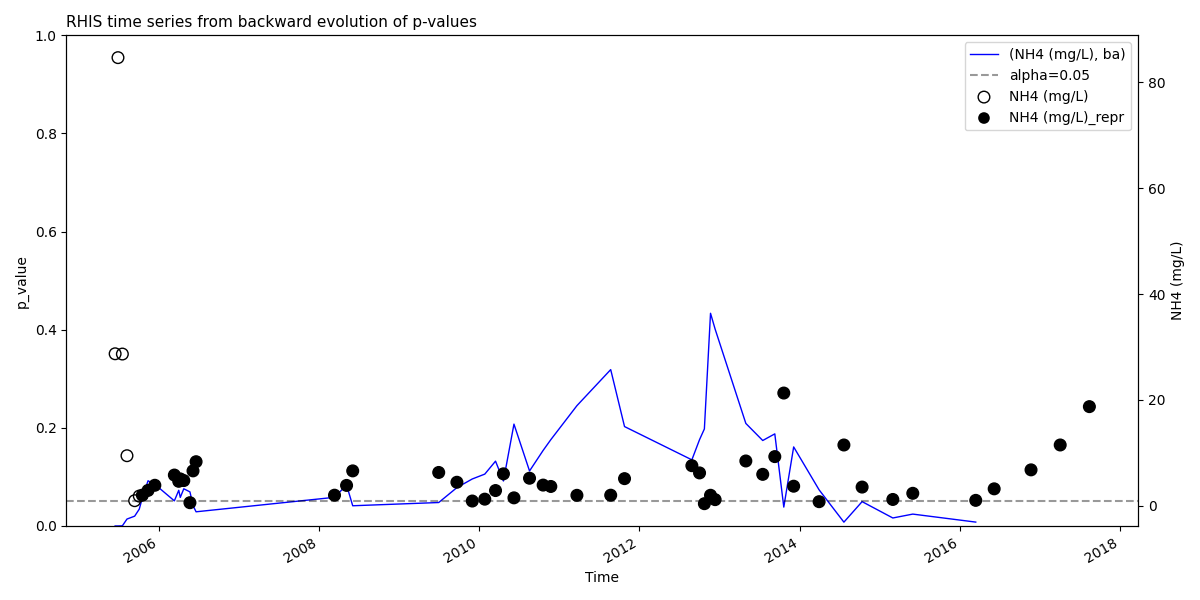 RHIS time series from backward evolution of p-values
1.0
0.8
0.6
0.4
0.2
0.0
p_value
(NH4 (mg/L), ba)
alpha=0.05
NH4 (mg/L)
NH4 (mg/L)_repr
80
60
40
20
0
NH4 (mg/L)
2006
2008
2010
2012
2014
2016
2018
Time